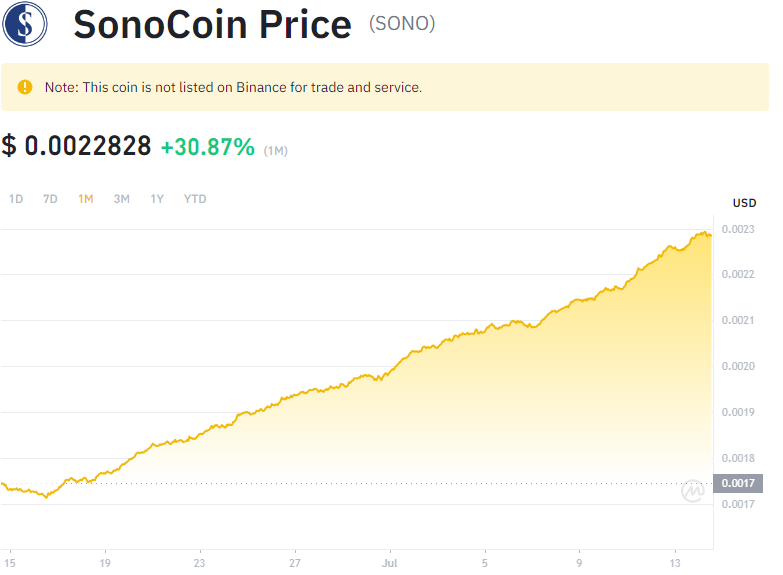 SonoCoin Price (SONO)
Note: This coin is not listed on Binance for trade and service.
$ 0.0022828 +30.87% (1M)
1D 7D 1M 3M 1Y YTD
USD
0.0023
0.0022
0.0021
0.0020
0.0019
0.0018
0.0017
0.0017
15 19 23 27 Jul 5 9 13